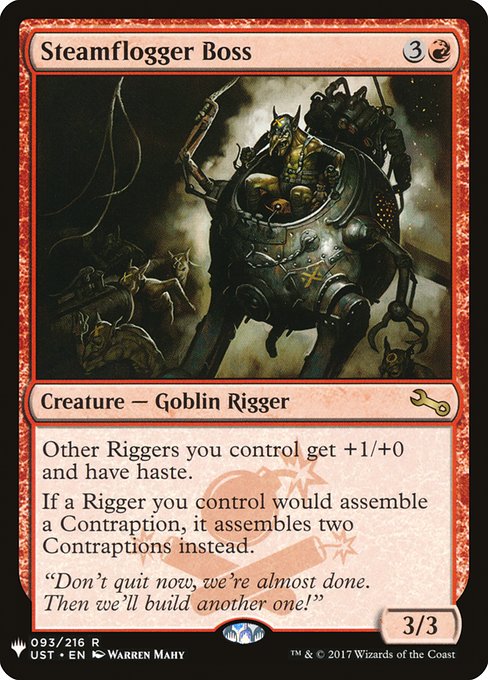 Steamflogger Boss 3
Creature — Goblin Rigger
Other Riggers you control get +1/+0
and have haste.
If a Rigger you control would assemble
a Contraption, it assembles two
Contraptions instead.
“Don’t quit now, we’re almost done.
Then we’ll build another one!”
3/3
093/216 R
UST • EN Warren Mahy
™ & © 2017 Wizards of the Coast